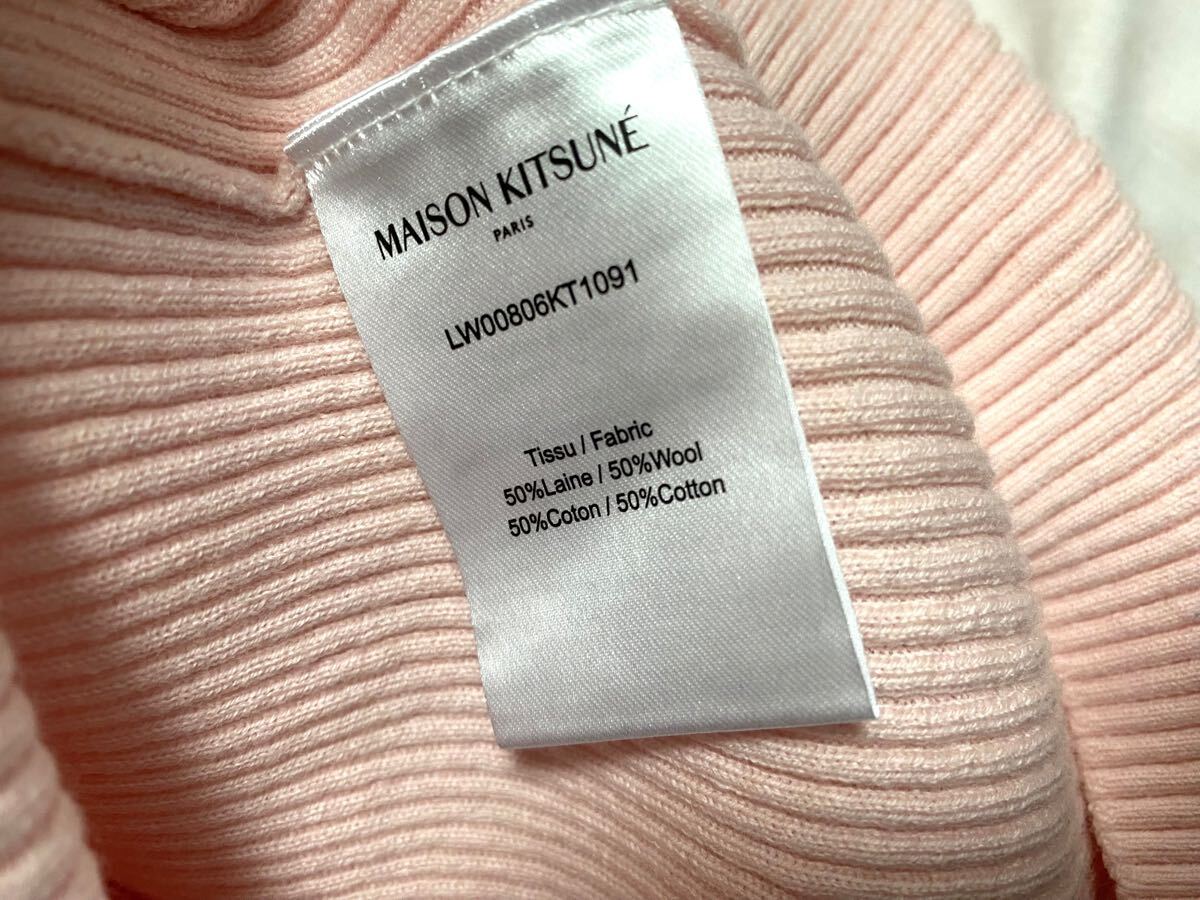 MAISON KITSUNÉ
PARIS
LW00806KT1091
Tissu / Fabric
50%Laine / 50%Wool
50%Coton / 50%Cotton